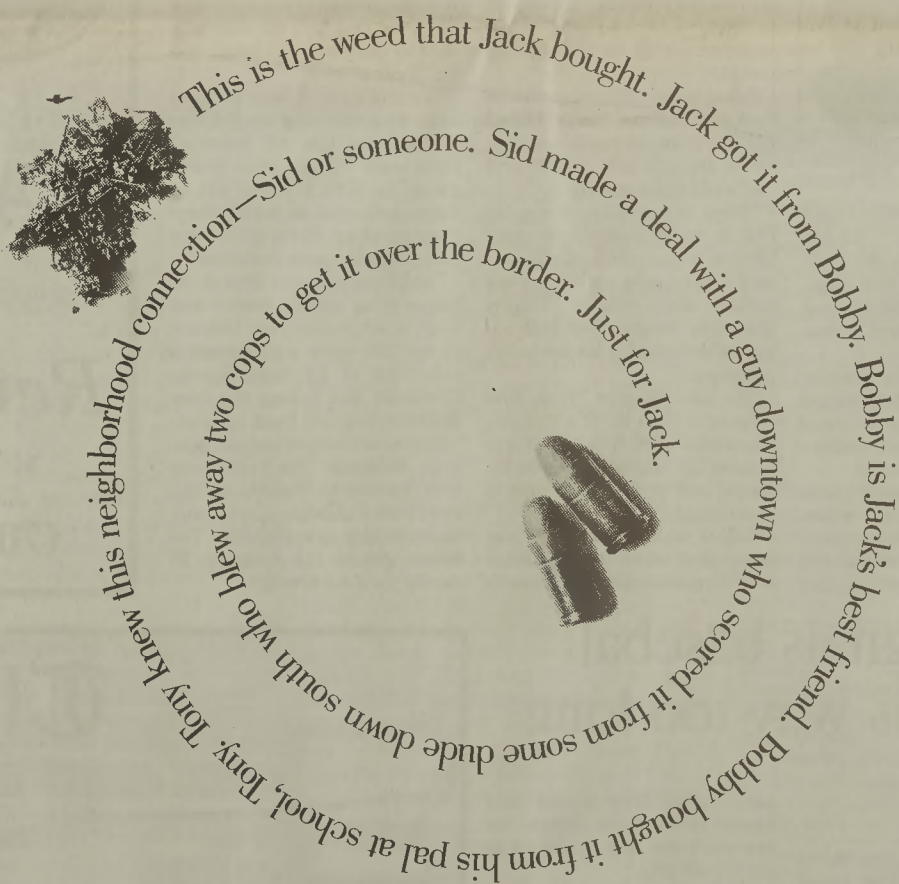 This is the weed that Jack bought. Jack got it from Bobby. Bobby is Jack's best friend. Bobby bought it from his pal at school, Tony. Tony knew this neighborhood connection—Sid or someone. Sid made a deal with a guy downtown who scored it from some dude down south who blew away two cops to get it over the border. Just for Jack.